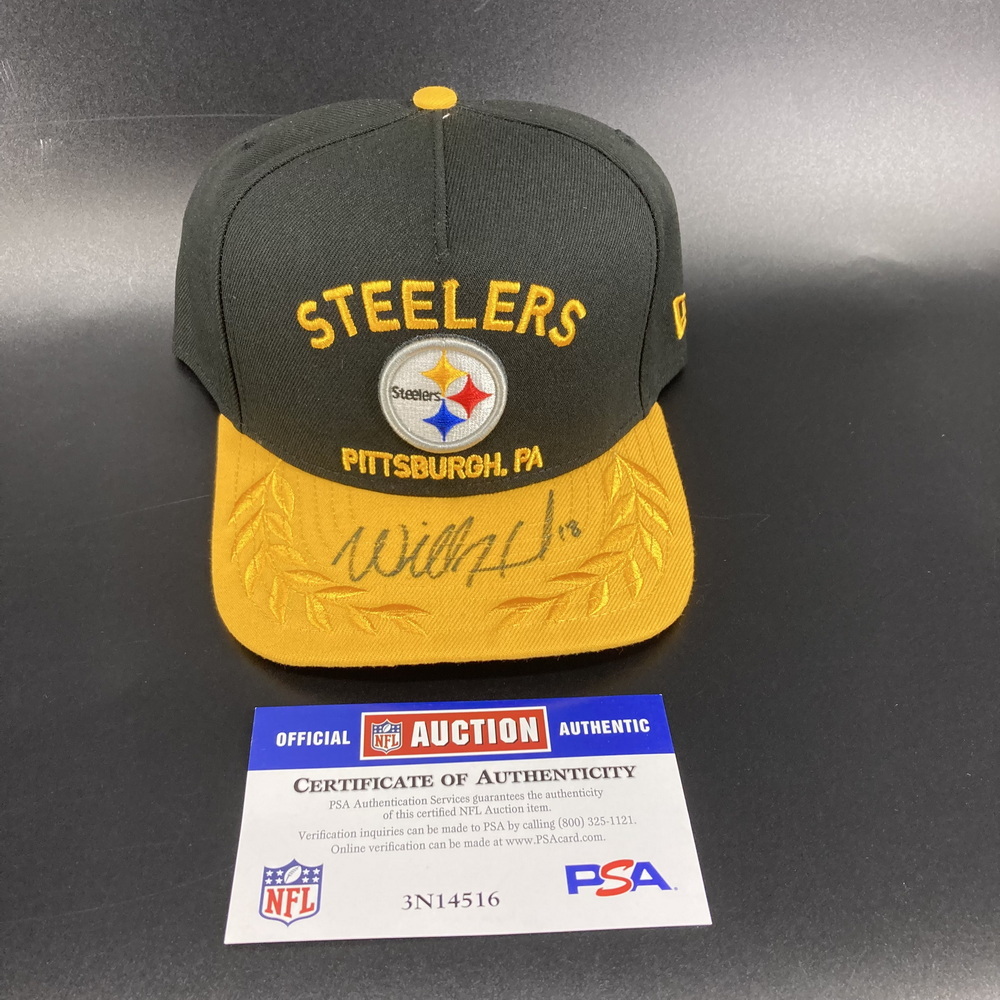 STEELERS
Steelers
PITTSBURGH, PA
18
OFFICIAL NFL AUCTION AUTHENTIC
CERTIFICATE OF AUTHENTICITY
PSA Authentication Services guarantees the authenticity
of this certified NFL Auction item.
Verification inquiries can be made to PSA by calling (800) 325-1121.
Online verification can be made at www.PSAcard.com.
NFL
3N14516
PSA